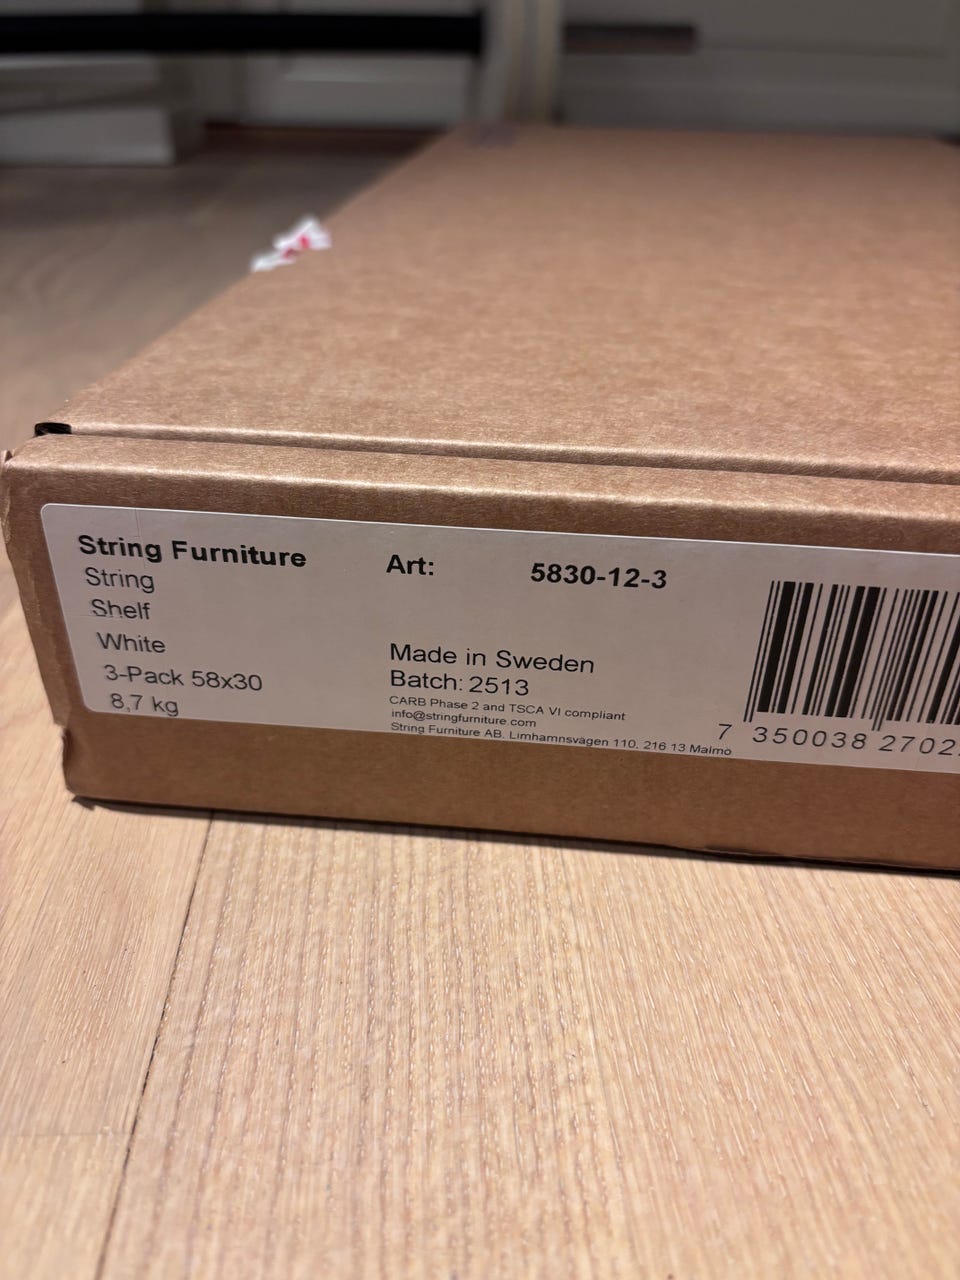 String Furniture
String
Shelf
White
3-Pack 58x30
8,7 kg
Art: 5830-12-3
Made in Sweden
Batch: 2513
CARB Phase 2 and TSCA VI compliant
info@stringfurniture.com
String Furniture AB, Limhamnsvägen 110, 216 13 Malmö
7 350038 2702